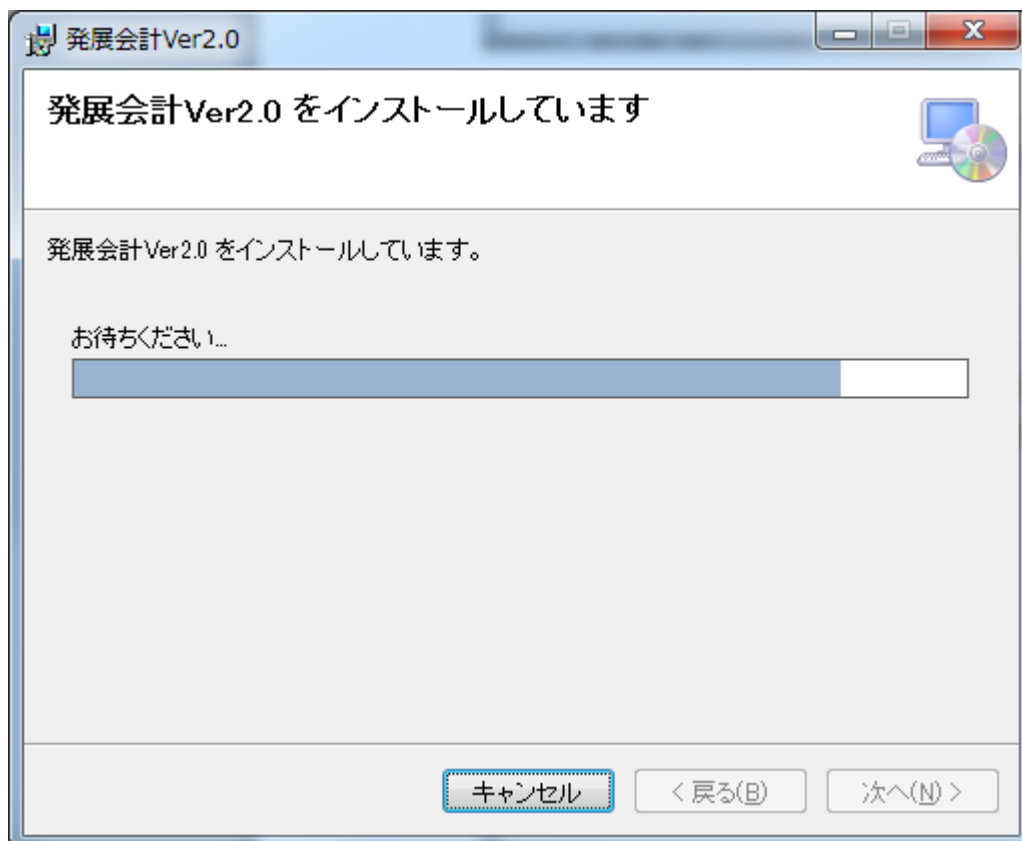 発展会計Ver2.0
発展会計Ver2.0 をインストールしています
発展会計Ver2.0 をインストールしています。
お待ちください...
キャンセル
< 戻る(B)
次へ(N) >